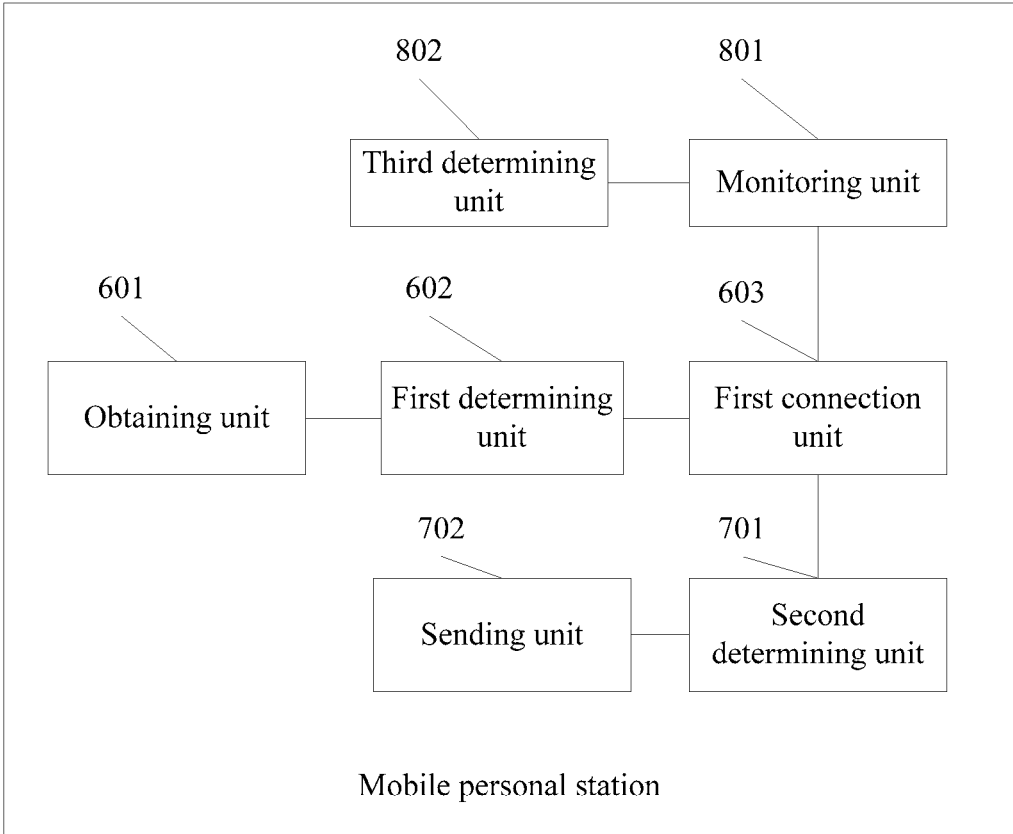 802
801
Third determining
unit
Monitoring unit
601
602
603
Obtaining unit
First determining
unit
First connection
unit
702
701
Sending unit
Second
determining unit
Mobile personal station